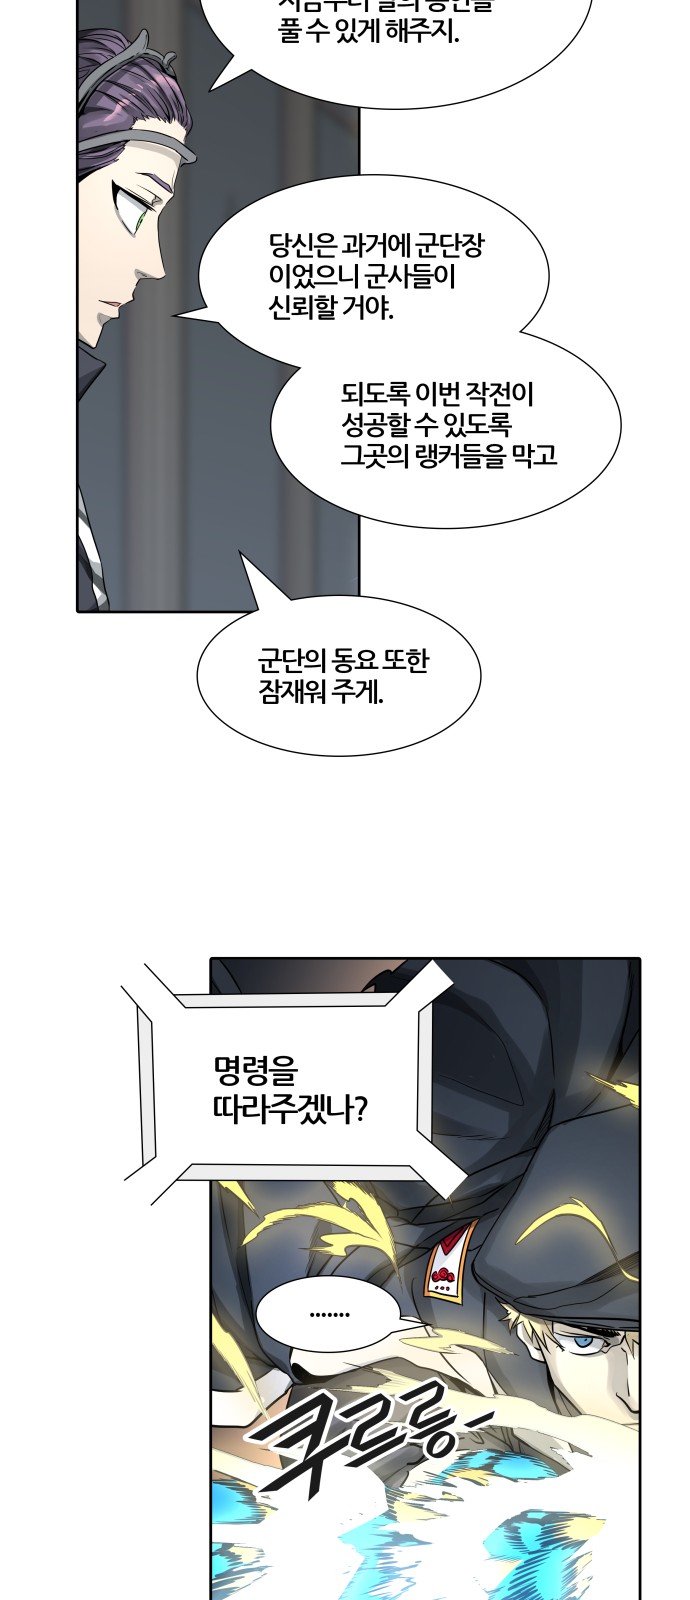 풀 수 있게 해주지.
당신은 과거에 군단장
이었으니 군사들이
신뢰할 거야.
되도록 이번 작전이
성공할 수 있도록
그곳의 랭커들을 막고
군단의 동요 또한
잠재워 주게.
명령을
따라주겠나?
.......
쿠르릉-